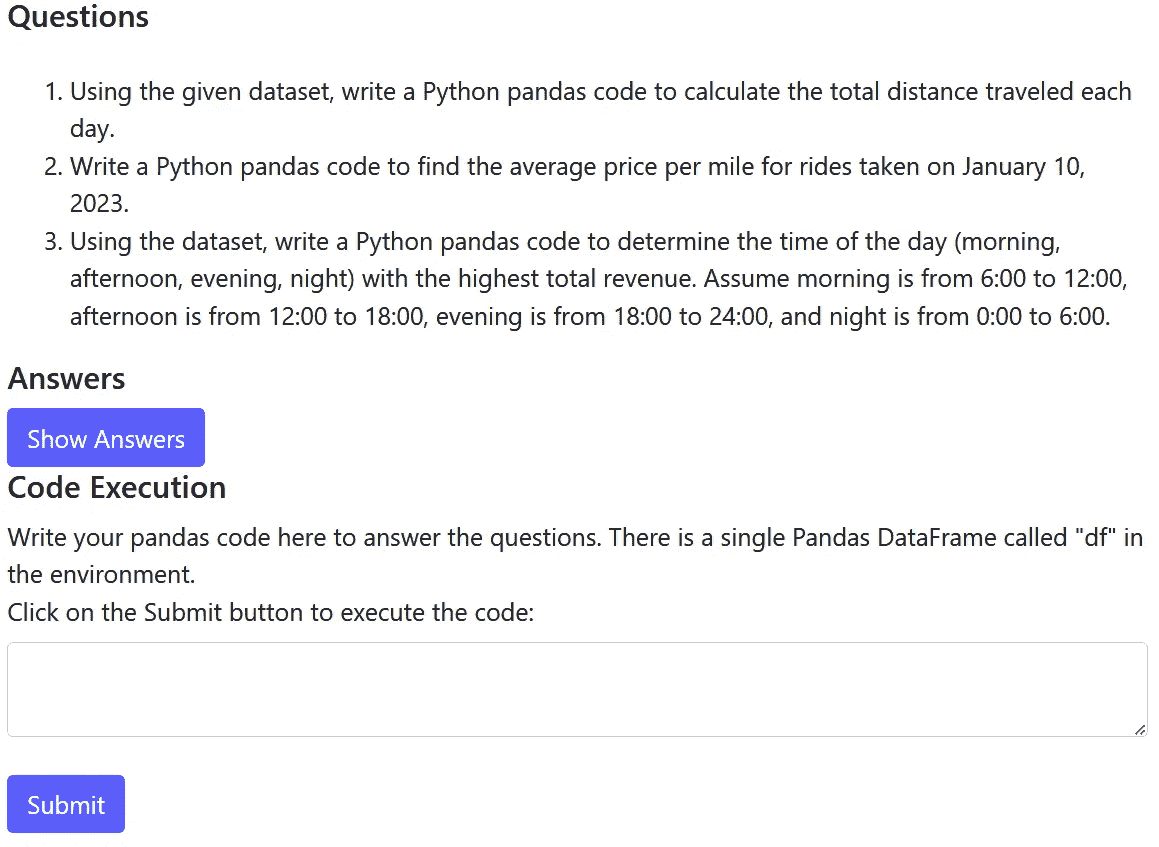 Questions
1. Using the given dataset, write a Python pandas code to calculate the total distance traveled each
day.
2. Write a Python pandas code to find the average price per mile for rides taken on January 10,
2023.
3. Using the dataset, write a Python pandas code to determine the time of the day (morning,
afternoon, evening, night) with the highest total revenue. Assume morning is from 6:00 to 12:00,
afternoon is from 12:00 to 18:00, evening is from 18:00 to 24:00, and night is from 0:00 to 6:00.
Answers
Show Answers
Code Execution
Write your pandas code here to answer the questions. There is a single Pandas DataFrame called "df" in
the environment.
Click on the Submit button to execute the code:
Submit